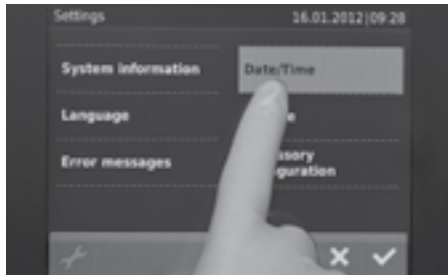 Settings 16.01.2012|09:28
System information Date/Time
Language
Error messages